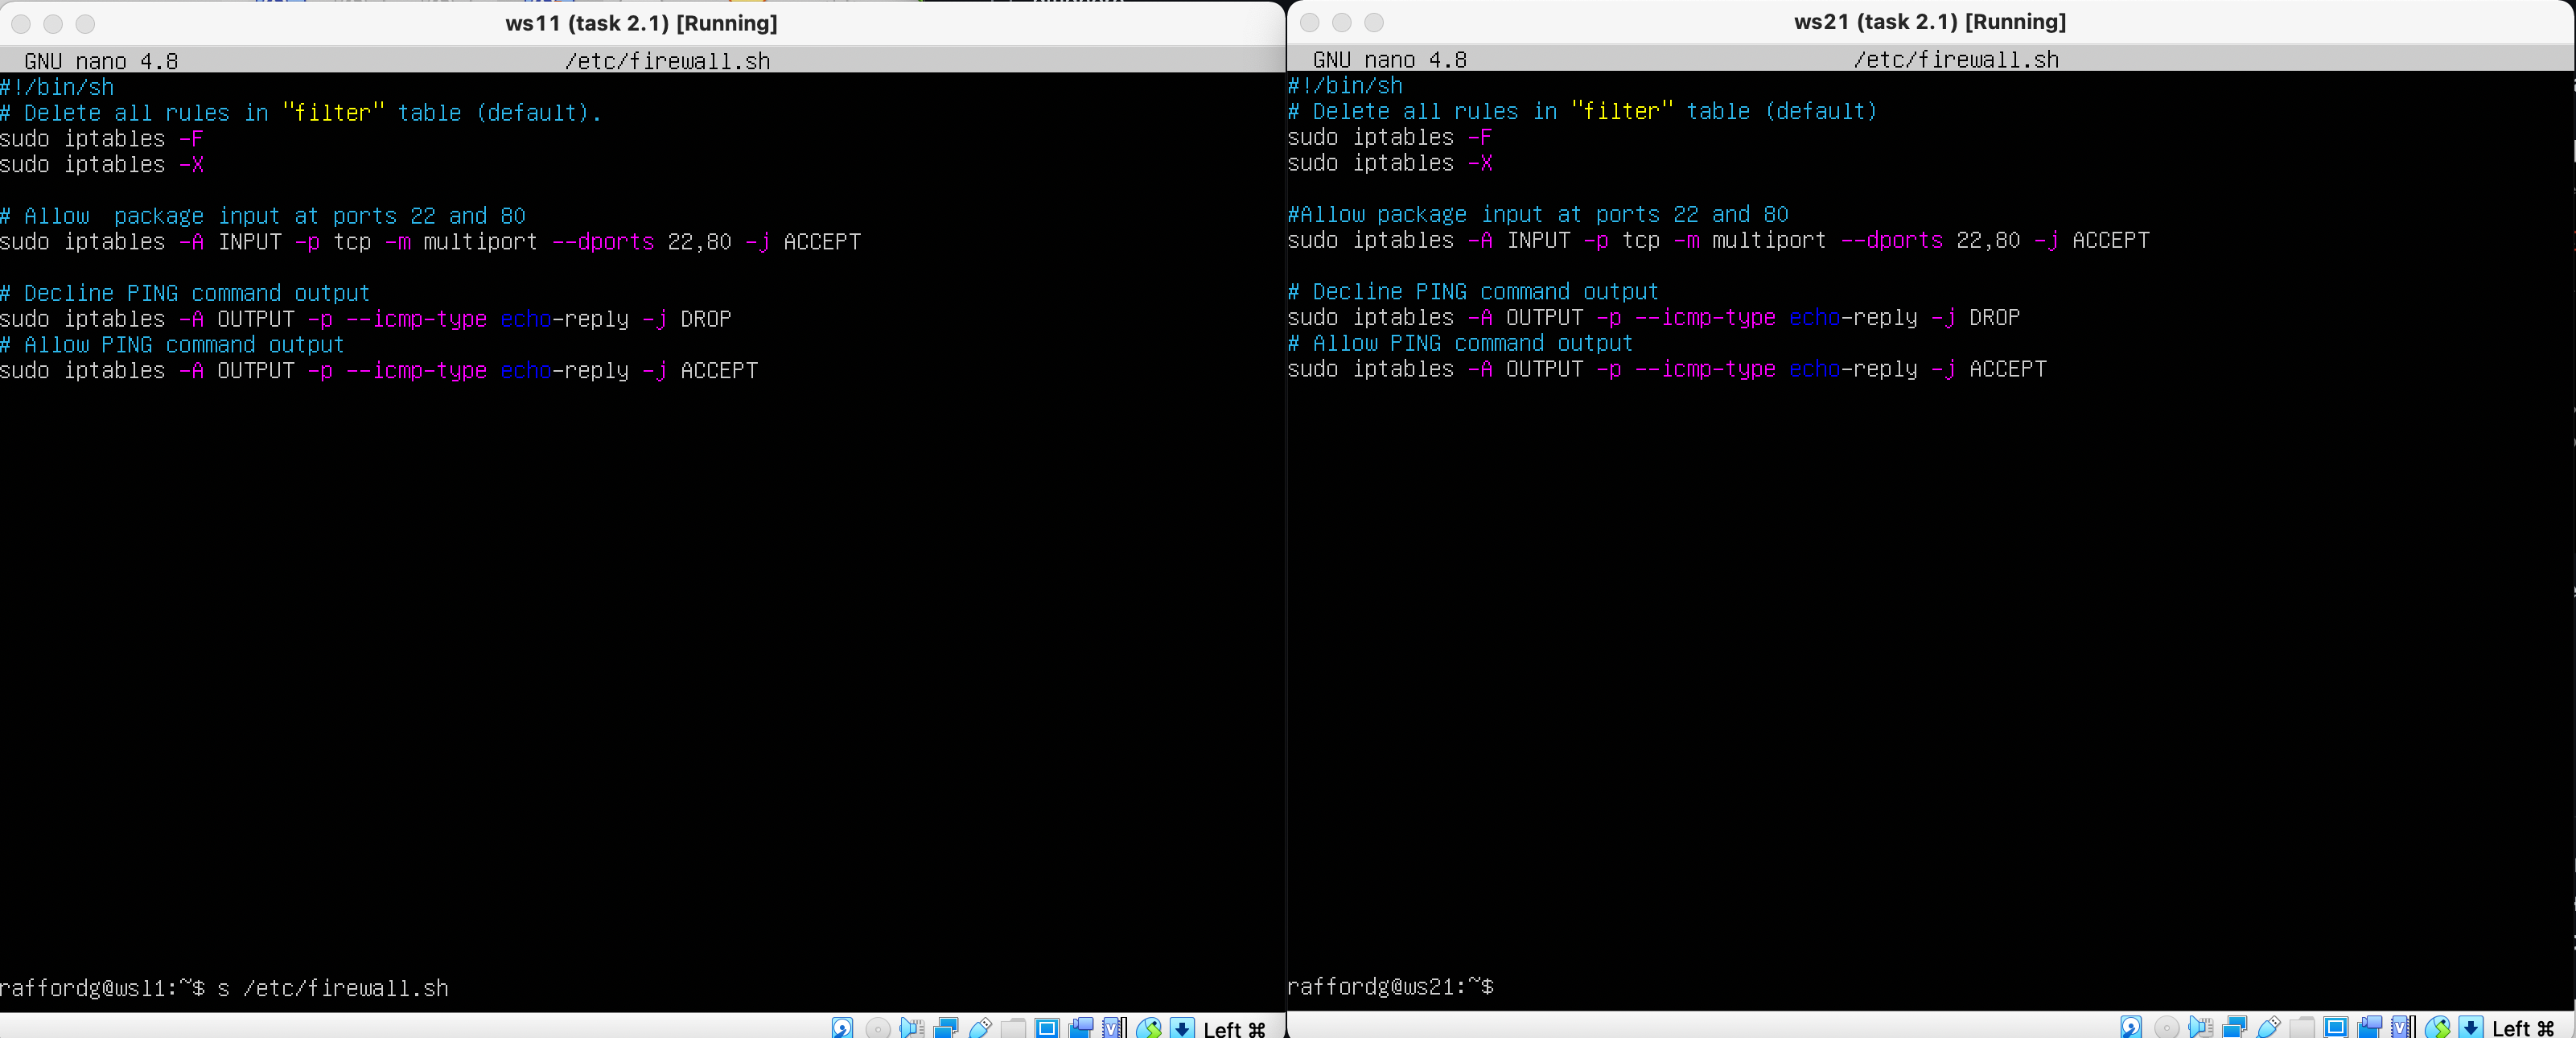 ws11 (task 2.1) [Running]
GNU nano 4.8 /etc/firewall.sh
#!/bin/sh
# Delete all rules in "filter" table (default).
sudo iptables -F
sudo iptables -X
# Allow  package input at ports 22 and 80
sudo iptables -A INPUT -p tcp -m multiport --dports 22,80 -j ACCEPT
# Decline PING command output
sudo iptables -A OUTPUT -p --icmp-type echo-reply -j DROP
# Allow PING command output
sudo iptables -A OUTPUT -p --icmp-type echo-reply -j ACCEPT
raffordg@wsl1:~$ s /etc/firewall.sh
Left ⌘
ws21 (task 2.1) [Running]
GNU nano 4.8 /etc/firewall.sh
#!/bin/sh
# Delete all rules in "filter" table (default)
sudo iptables -F
sudo iptables -X
#Allow package input at ports 22 and 80
sudo iptables -A INPUT -p tcp -m multiport --dports 22,80 -j ACCEPT
# Decline PING command output
sudo iptables -A OUTPUT -p --icmp-type echo-reply -j DROP
# Allow PING command output
sudo iptables -A OUTPUT -p --icmp-type echo-reply -j ACCEPT
raffordg@ws21:~$
Left ⌘